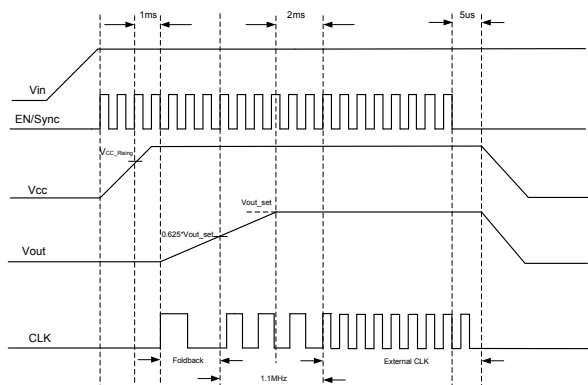 1ms
2ms
5us
Vin
EN/Sync
VCC_Rising
Vcc
Vout_set
0.625*Vout_set
Vout
CLK
Foldback
External CLK
1.1MHz